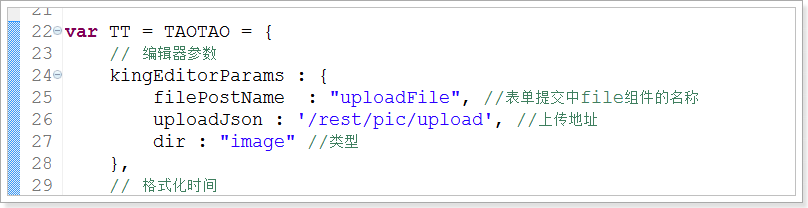 21
22 var TT = TAOTAO = {
23 // 编辑器参数
24 kingEditorParams : {
25 filePostName  : "uploadFile", //表单提交中file组件的名称
26 uploadJson : '/rest/pic/upload', //上传地址
27 dir : "image" //类型
28 },
29 // 格式化时间